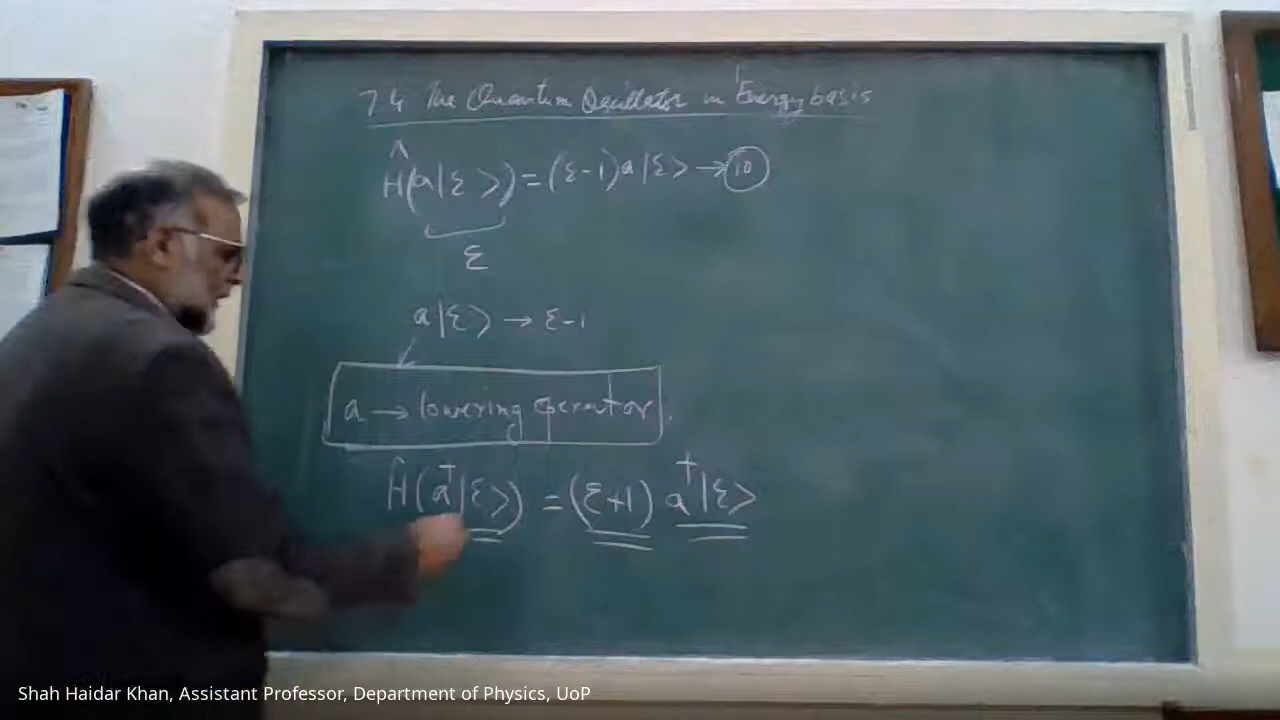 7.4 The Quantum Oscillator in Energy basis
Ĥ(a|ε>) = (ε-1)a|ε> → 10
ε
a|ε> → ε-1
a → lowering operator.
Ĥ(a†|ε>) = (ε+1) a†|ε>
Shah Haidar Khan, Assistant Professor, Department of Physics, UoP